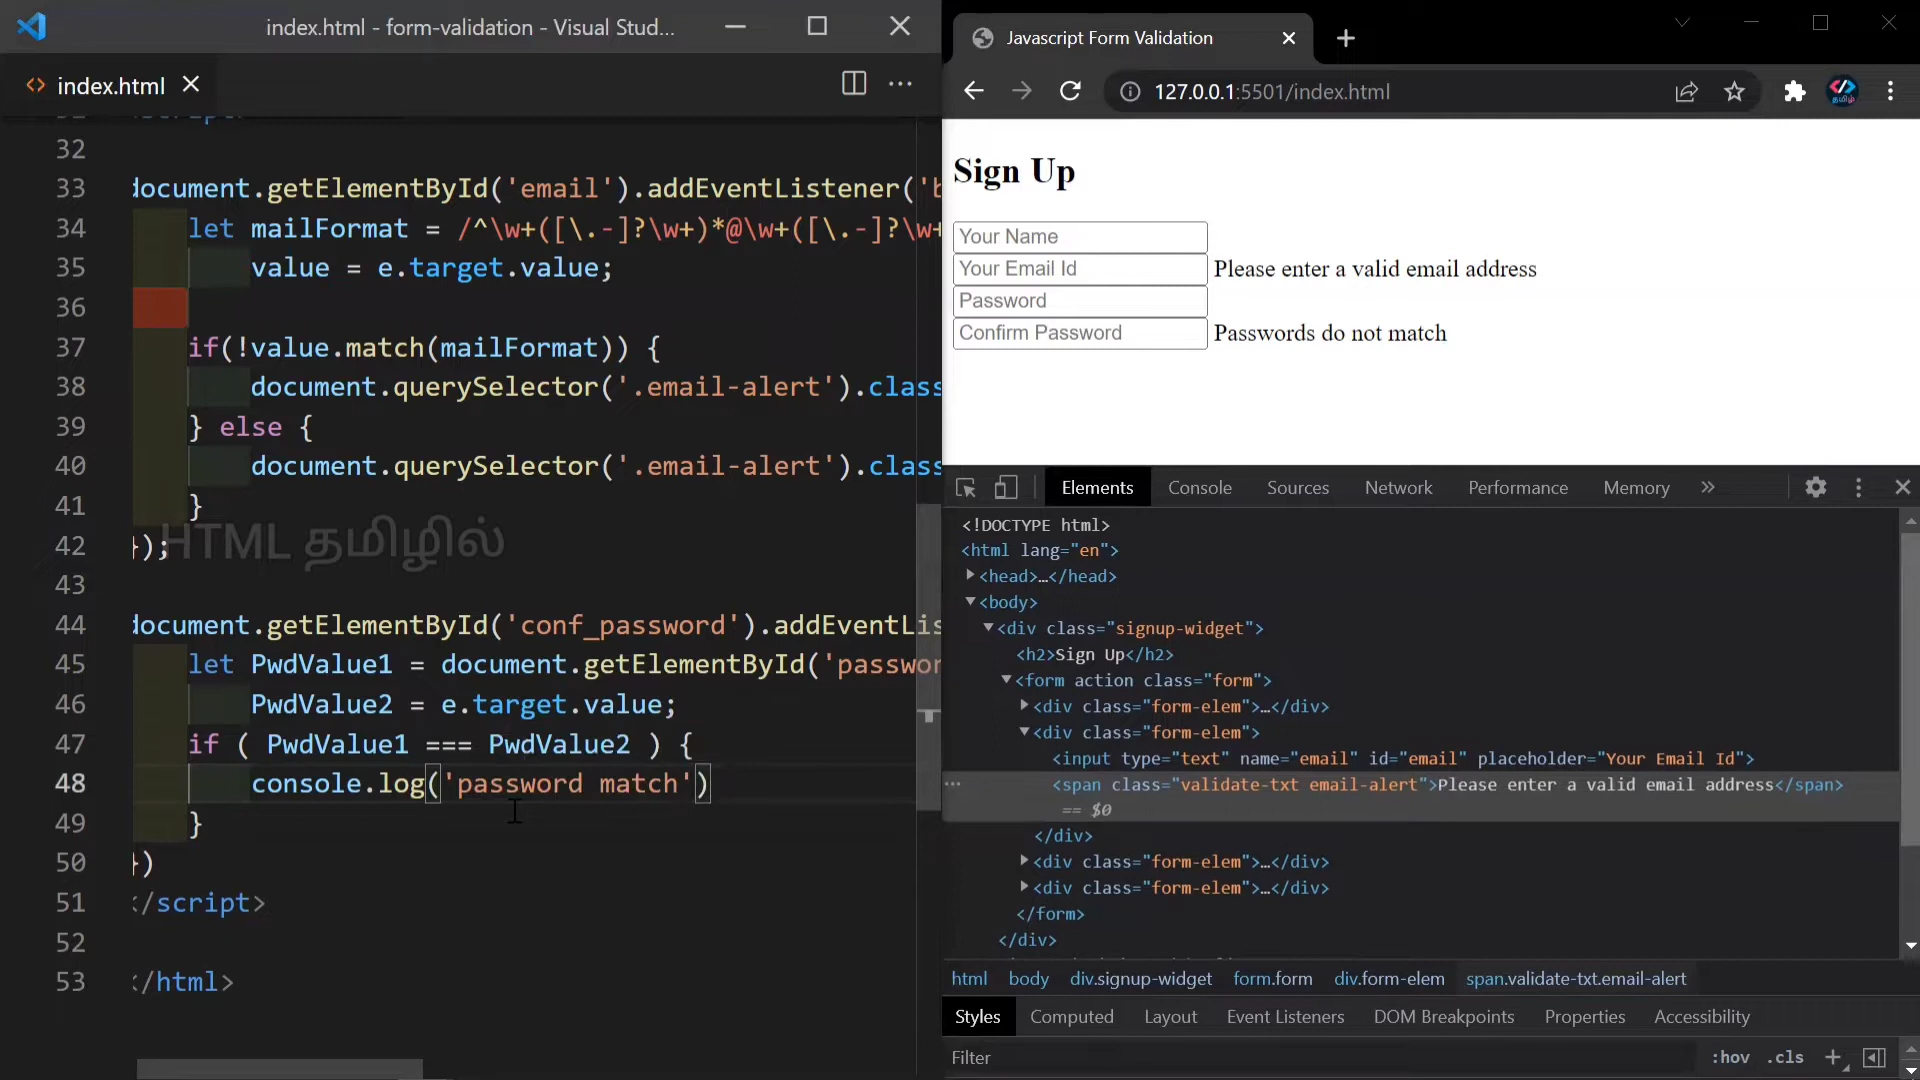 index.html - form-validation - Visual Stud...
index.html
32
33 document.getElementById('email').addEventListener('b
34 let mailFormat = /^\w+([\.-]?\w+)*@\w+([\.-]?\w+
35 value = e.target.value;
36
37 if(!value.match(mailFormat)) {
38 document.querySelector('.email-alert').class
39 } else {
40 document.querySelector('.email-alert').class
41 }
42 });
HTML தமிழில்
43
44 document.getElementById('conf_password').addEventLis
45 let PwdValue1 = document.getElementById('passwor
46 PwdValue2 = e.target.value;
47 if ( PwdValue1 === PwdValue2 ) {
48 console.log('password match')
49 }
50 })
51 </script>
52
53 </html>
Javascript Form Validation
127.0.0.1:5501/index.html
தமிழ்
Sign Up
Your Name
Your Email Id Please enter a valid email address
Password
Confirm Password Passwords do not match
Elements Console Sources Network Performance Memory »
<!DOCTYPE html>
<html lang="en">
<head>…</head>
<body>
<div class="signup-widget">
<h2>Sign Up</h2>
<form action class="form">
<div class="form-elem">…</div>
<div class="form-elem">
<input type="text" name="email" id="email" placeholder="Your Email Id">
<span class="validate-txt email-alert">Please enter a valid email address</span>
== $0
</div>
<div class="form-elem">…</div>
<div class="form-elem">…</div>
</form>
</div>
html body div.signup-widget form.form div.form-elem span.validate-txt.email-alert
Styles Computed Layout Event Listeners DOM Breakpoints Properties Accessibility
Filter :hov .cls